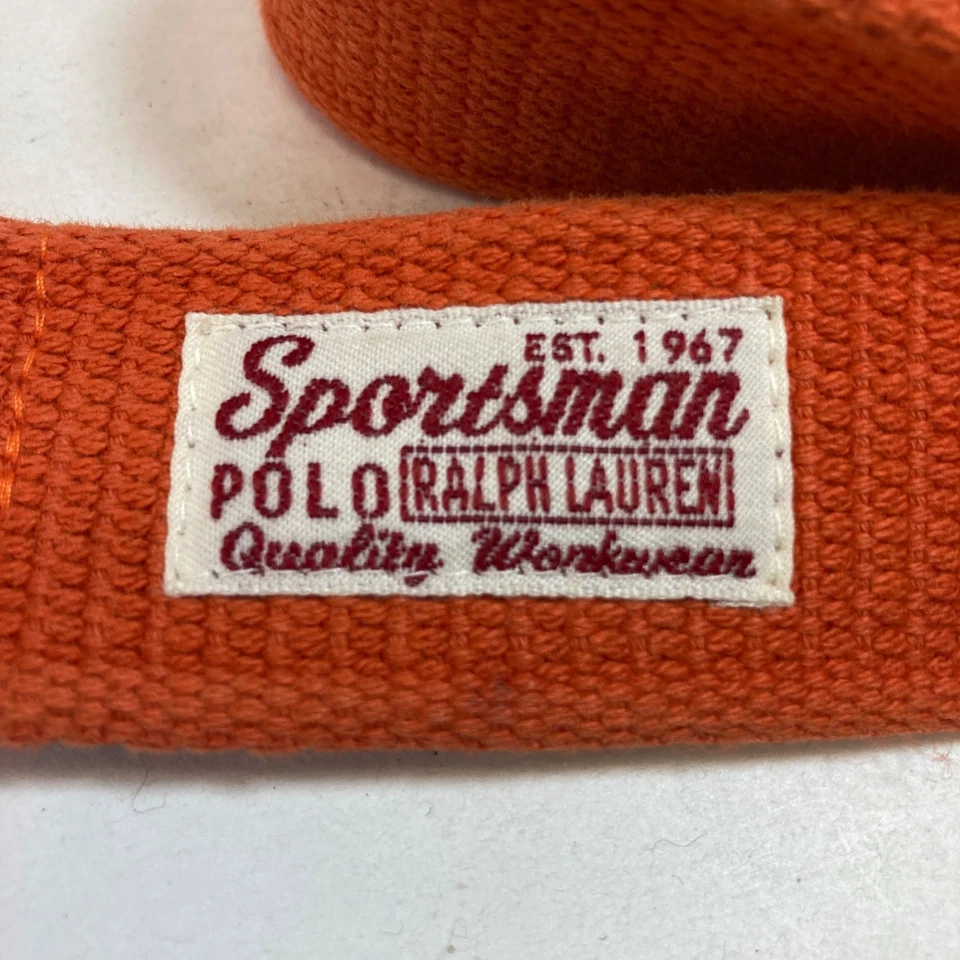 EST. 1967
Sportsman
POLO RALPH LAUREN
Quality Workwear